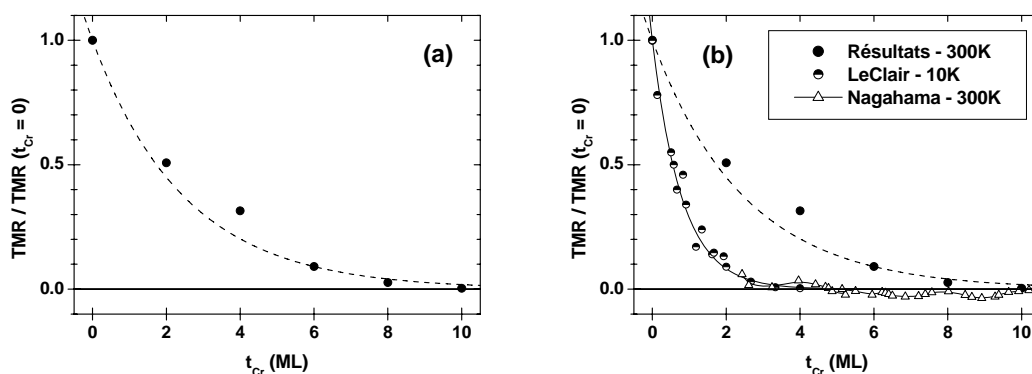 (a)
TMR / TMR (t_Cr = 0)
1.0
0.5
0.0
0 2 4 6 8 10
t_Cr (ML)
(b)
Résultats - 300K
LeClair - 10K
Nagahama - 300K
TMR / TMR (t_Cr = 0)
1.0
0.5
0.0
0 2 4 6 8 10
t_Cr (ML)